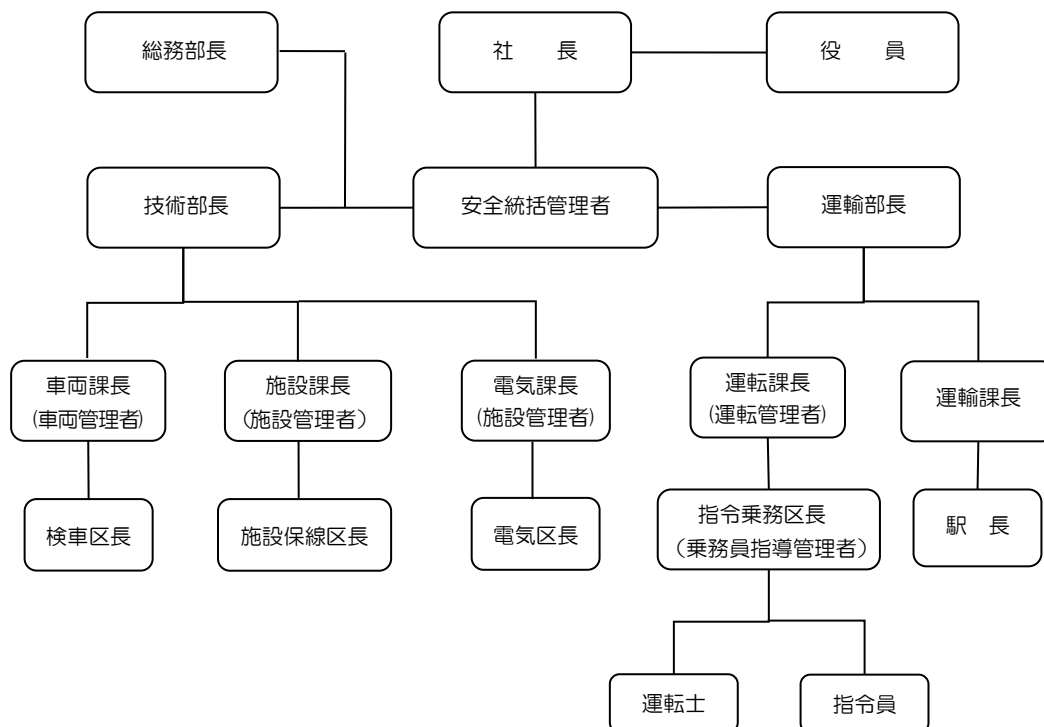 総務部長
社　長
役　員
技術部長
安全統括管理者
運輸部長
車両課長
(車両管理者)
施設課長
（施設管理者）
電気課長
(施設管理者)
運転課長
(運転管理者)
運輸課長
検車区長
施設保線区長
電気区長
指令乗務区長
（乗務員指導管理者）
駅　長
運転士
指令員